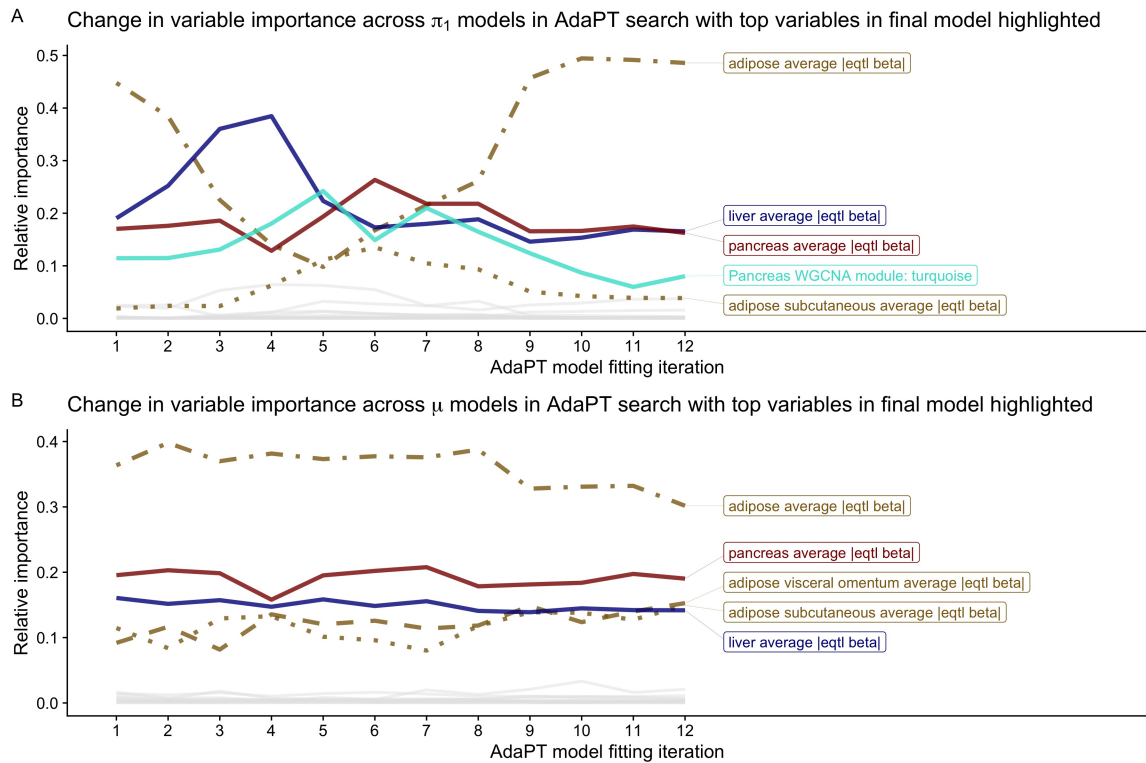 A
Change in variable importance across π1 models in AdaPT search with top variables in final model highlighted
Relative importance
0.5
0.4
0.3
0.2
0.1
0.0
adipose average |eqtl beta|
liver average |eqtl beta|
pancreas average |eqtl beta|
Pancreas WGCNA module: turquoise
adipose subcutaneous average |eqtl beta|
1 2 3 4 5 6 7 8 9 10 11 12
AdaPT model fitting iteration
B
Change in variable importance across μ models in AdaPT search with top variables in final model highlighted
Relative importance
0.4
0.3
0.2
0.1
0.0
adipose average |eqtl beta|
pancreas average |eqtl beta|
adipose visceral omentum average |eqtl beta|
adipose subcutaneous average |eqtl beta|
liver average |eqtl beta|
1 2 3 4 5 6 7 8 9 10 11 12
AdaPT model fitting iteration